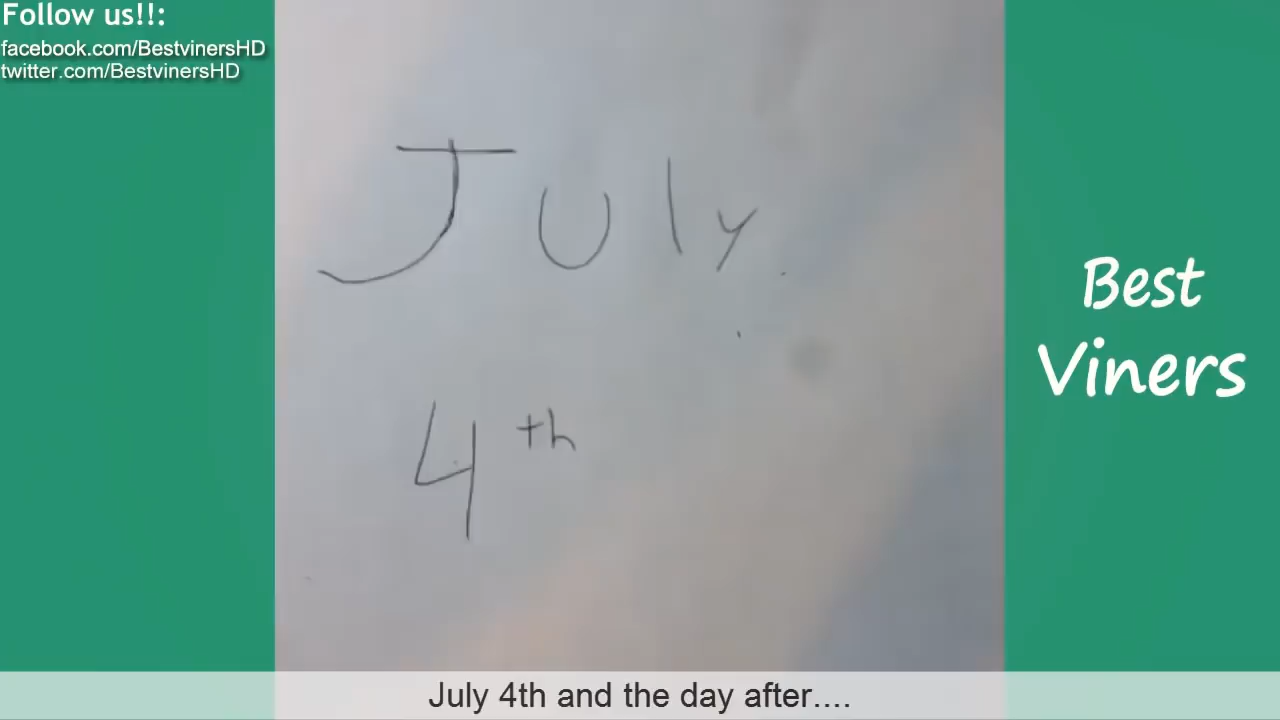 Follow us!!:
facebook.com/BestvinersHD
twitter.com/BestvinersHD
July
4th
Best
Viners
July 4th and the day after....